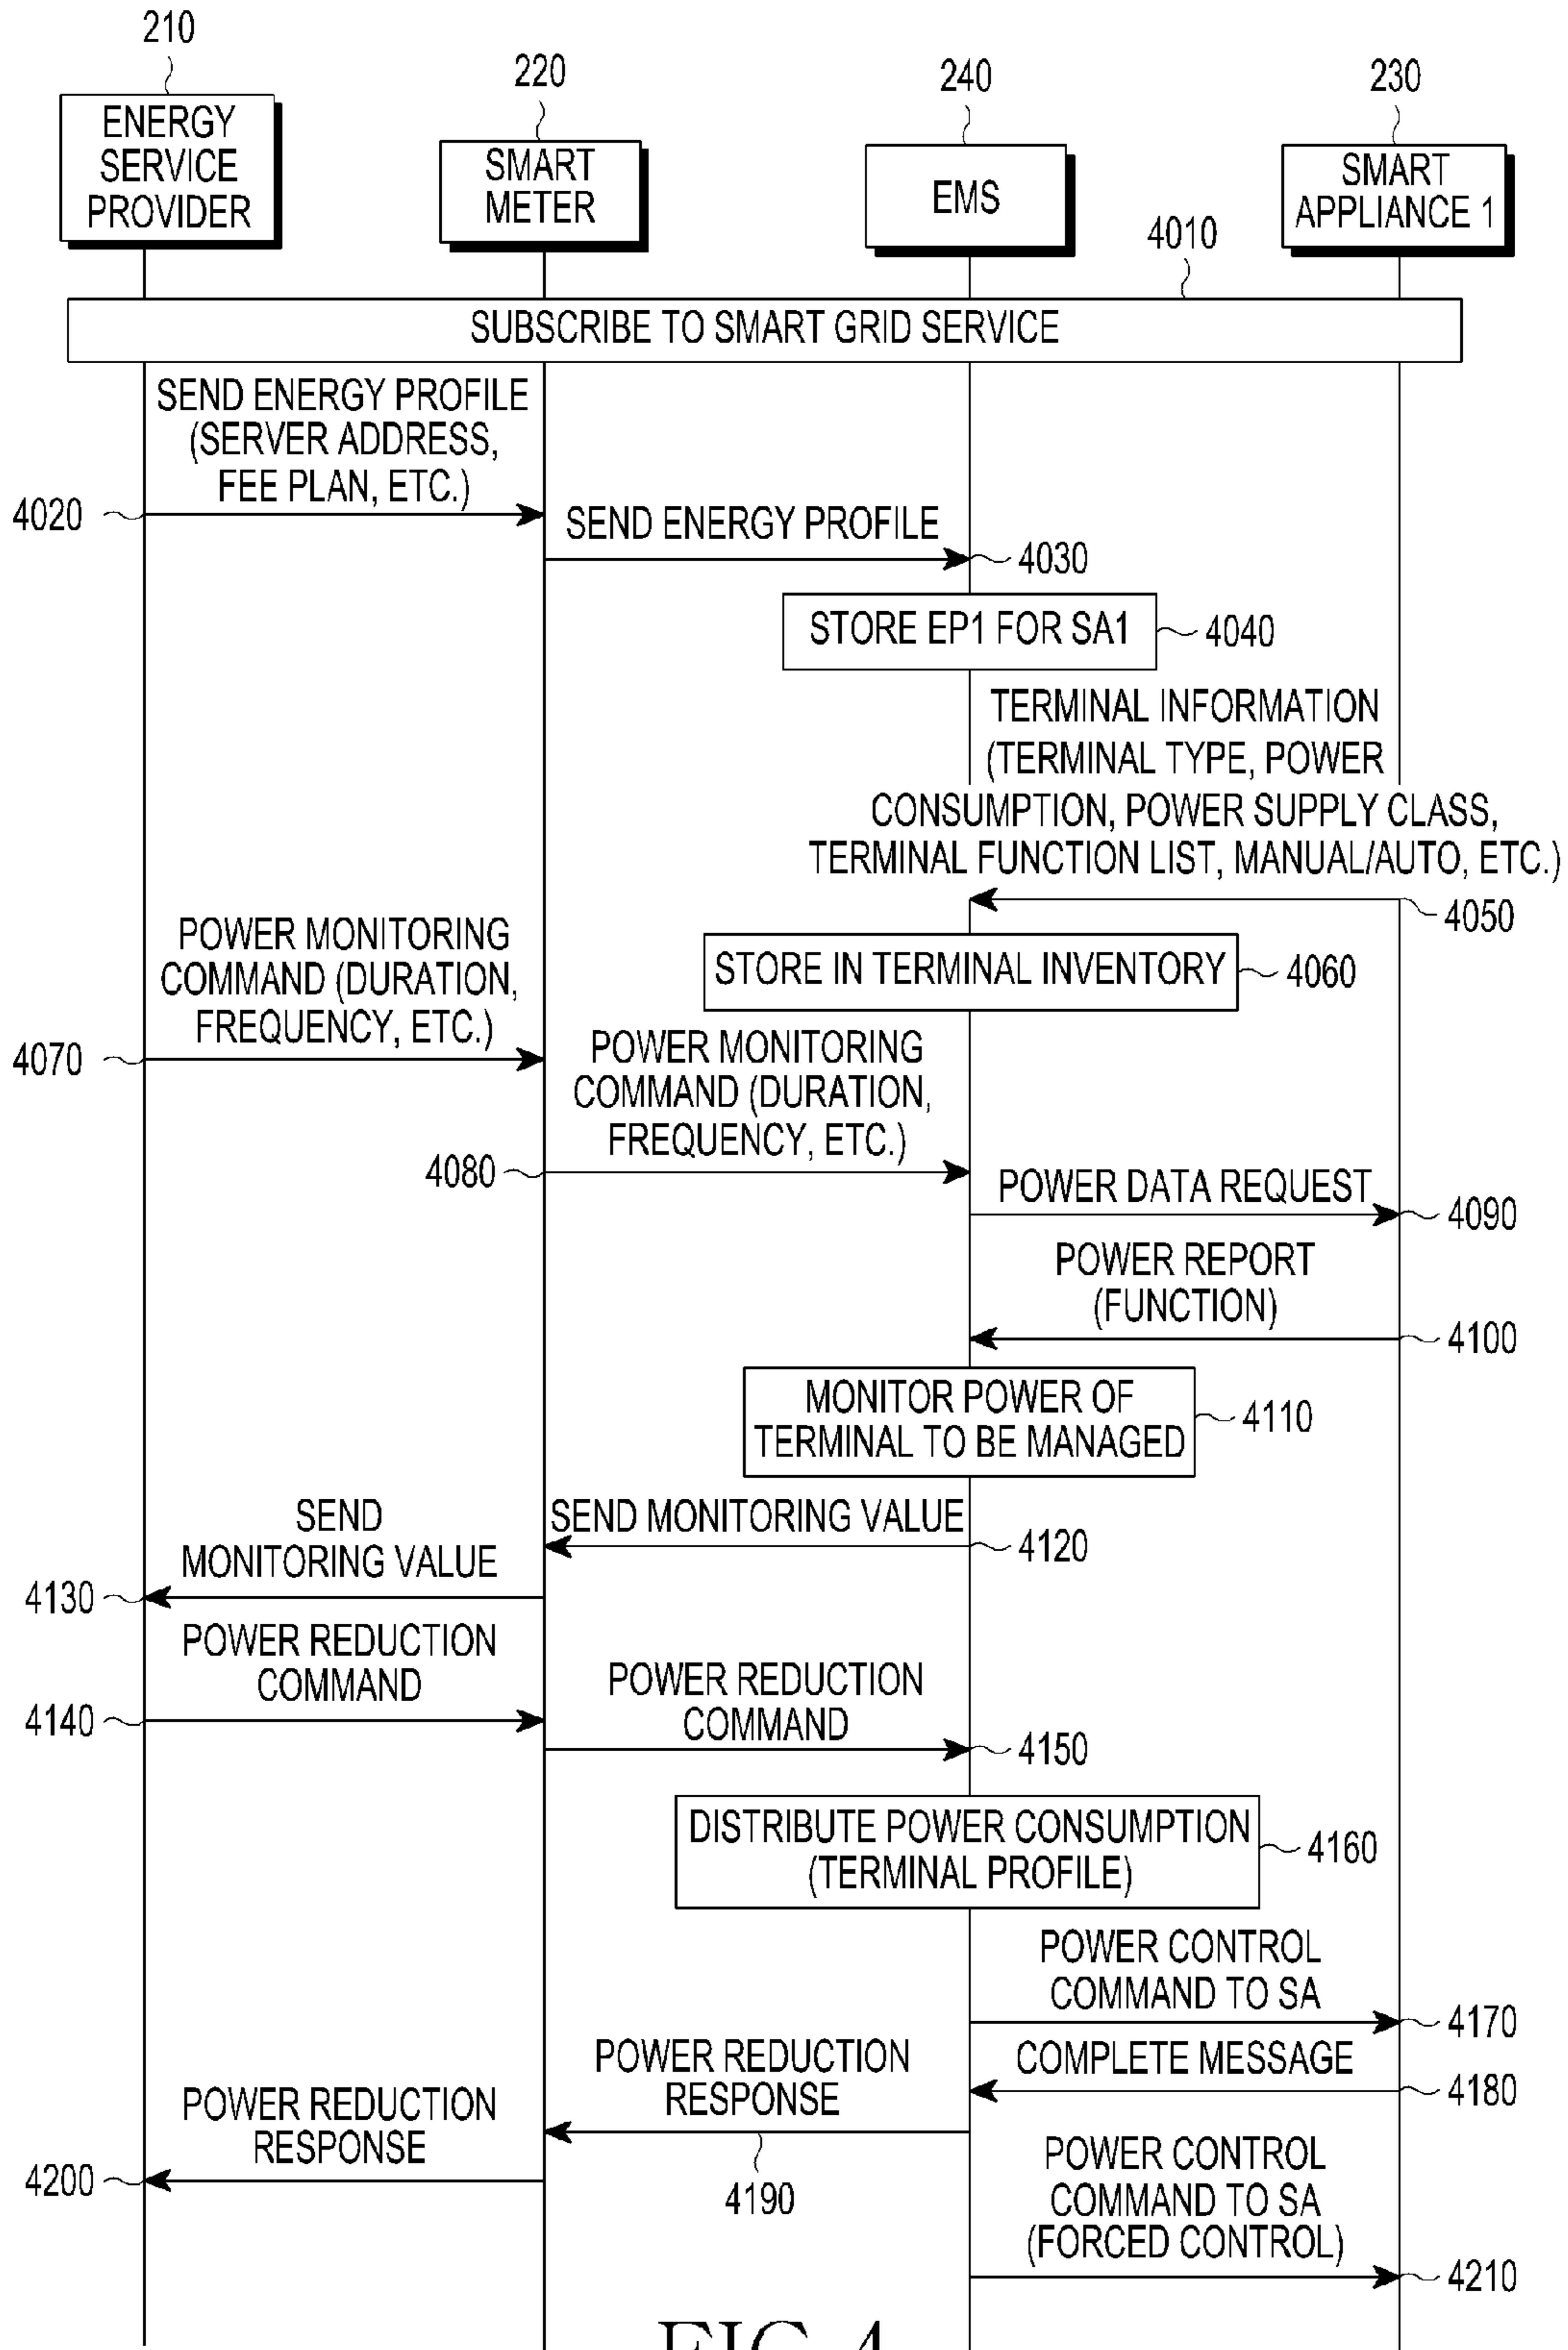 210
220
240
230
ENERGY
SERVICE
PROVIDER
SMART
METER
EMS
SMART
APPLIANCE 1
4010
SUBSCRIBE TO SMART GRID SERVICE
SEND ENERGY PROFILE
(SERVER ADDRESS,
FEE PLAN, ETC.)
4020
SEND ENERGY PROFILE
4030
STORE EP1 FOR SA1
4040
TERMINAL INFORMATION
(TERMINAL TYPE, POWER
CONSUMPTION, POWER SUPPLY CLASS,
TERMINAL FUNCTION LIST, MANUAL/AUTO, ETC.)
4050
STORE IN TERMINAL INVENTORY
4060
POWER MONITORING
COMMAND (DURATION,
FREQUENCY, ETC.)
4070
POWER MONITORING
COMMAND (DURATION,
FREQUENCY, ETC.)
4080
POWER DATA REQUEST
4090
POWER REPORT
(FUNCTION)
4100
MONITOR POWER OF
TERMINAL TO BE MANAGED
4110
SEND MONITORING VALUE
4120
SEND
MONITORING VALUE
4130
POWER REDUCTION
COMMAND
4140
POWER REDUCTION
COMMAND
4150
DISTRIBUTE POWER CONSUMPTION
(TERMINAL PROFILE)
4160
POWER CONTROL
COMMAND TO SA
4170
COMPLETE MESSAGE
4180
POWER REDUCTION
RESPONSE
4190
POWER REDUCTION
RESPONSE
4200
POWER CONTROL
COMMAND TO SA
(FORCED CONTROL)
4210
FIG. 4